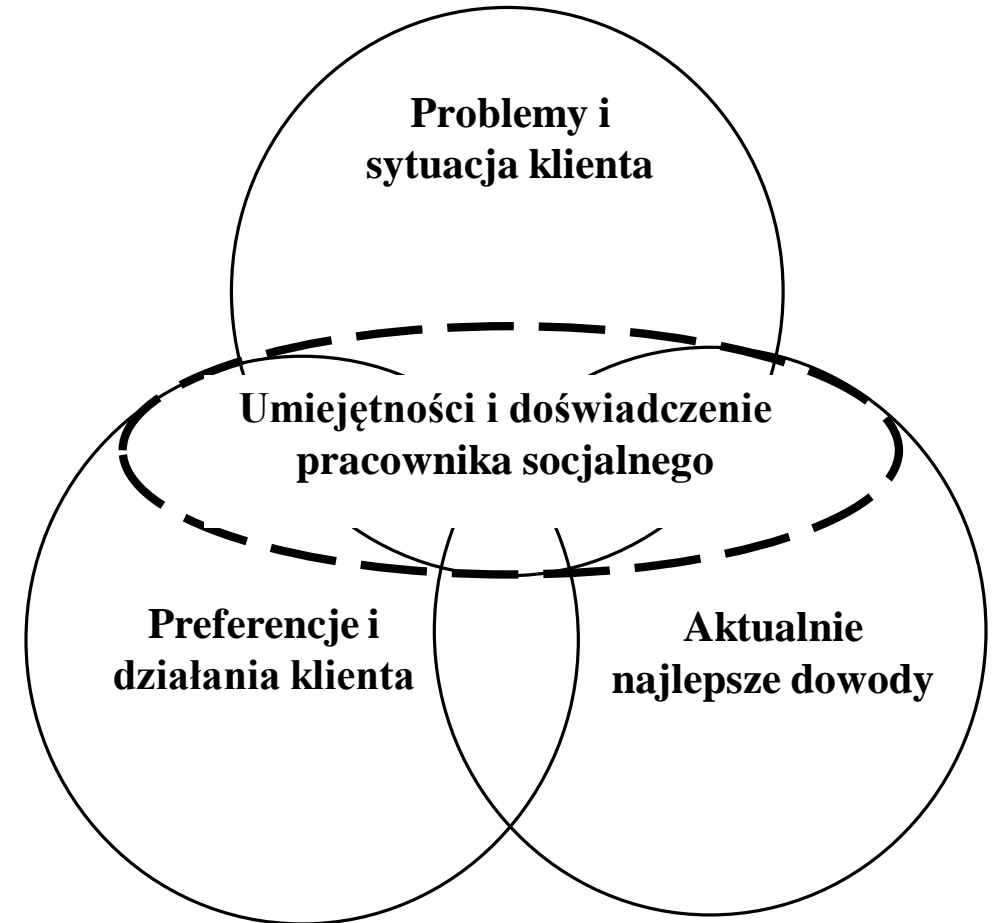 Problemy i
sytuacja klienta
Umiejętności i doświadczenie
pracownika socjalnego
Preferencje i
działania klienta
Aktualnie
najlepsze dowody